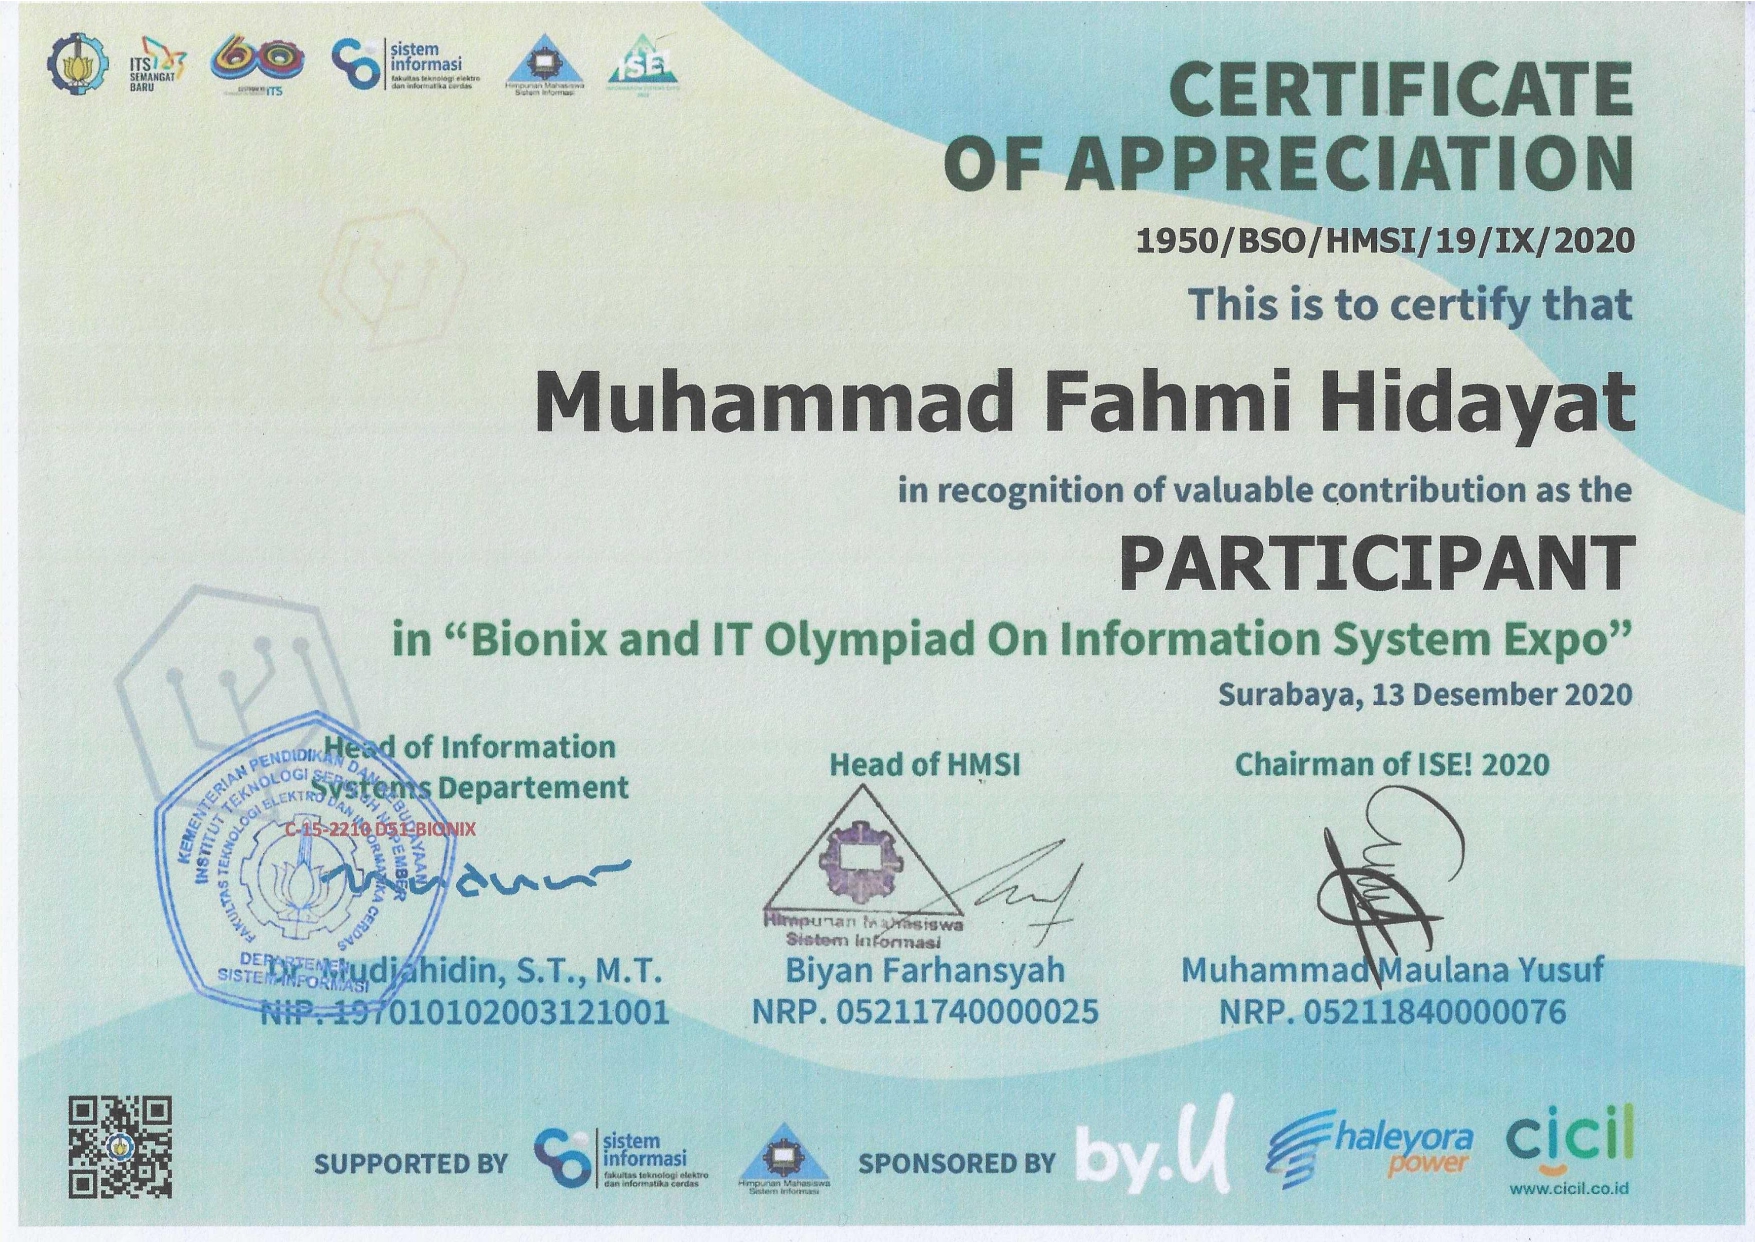 ITS
SEMANGAT
BARU
60
ITS
sistem
informasi
fakultas teknologi elektro
dan informatika cerdas
Himpunan Mahasiswa
Sistem Informasi
ISE!
CERTIFICATE
OF APPRECIATION
1950/BSO/HMSI/19/IX/2020
This is to certify that
Muhammad Fahmi Hidayat
in recognition of valuable contribution as the
PARTICIPANT
in “Bionix and IT Olympiad On Information System Expo”
Surabaya, 13 Desember 2020
Head of Information
Systems Departement
C-15-2210 DS1-BIONIX
KEMENTERIAN PENDIDIKAN DAN KEBUDAYAAN
INSTITUT TEKNOLOGI SEPULUH NOPEMBER
FAKULTAS TEKNOLOGI ELEKTRO DAN INFORMATIKA CERDAS
DEPARTEMEN
SISTEM INFORMASI
Dr. Mudjahidin, S.T., M.T.
NIP. 197010102003121001
Head of HMSI
Himpunan Mahasiswa
Sistem Informasi
Biyan Farhansyah
NRP. 05211740000025
Chairman of ISE! 2020
Muhammad Maulana Yusuf
NRP. 05211840000076
SUPPORTED BY
sistem
informasi
fakultas teknologi elektro
dan informatika cerdas
Himpunan Mahasiswa
Sistem Informasi
SPONSORED BY
by.U
haleyora
power
cicil
www.cicil.co.id